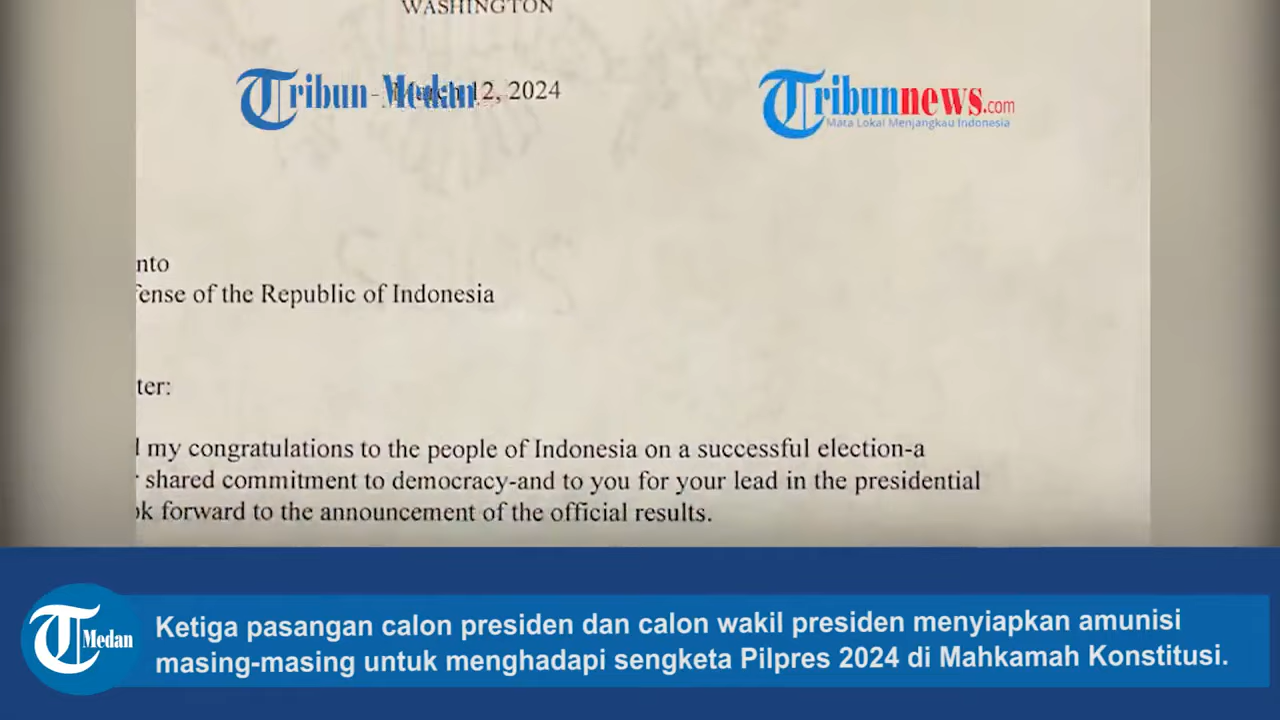 WASHINGTON
Tribun-Medan
March 12, 2024
Tribunnews.com
Mata Lokal Menjangkau Indonesia
nto
fense of the Republic of Indonesia
ter:
my congratulations to the people of Indonesia on a successful election-a
shared commitment to democracy-and to you for your lead in the presidential
ok forward to the announcement of the official results.
T Medan
Ketiga pasangan calon presiden dan calon wakil presiden menyiapkan amunisi
masing-masing untuk menghadapi sengketa Pilpres 2024 di Mahkamah Konstitusi.